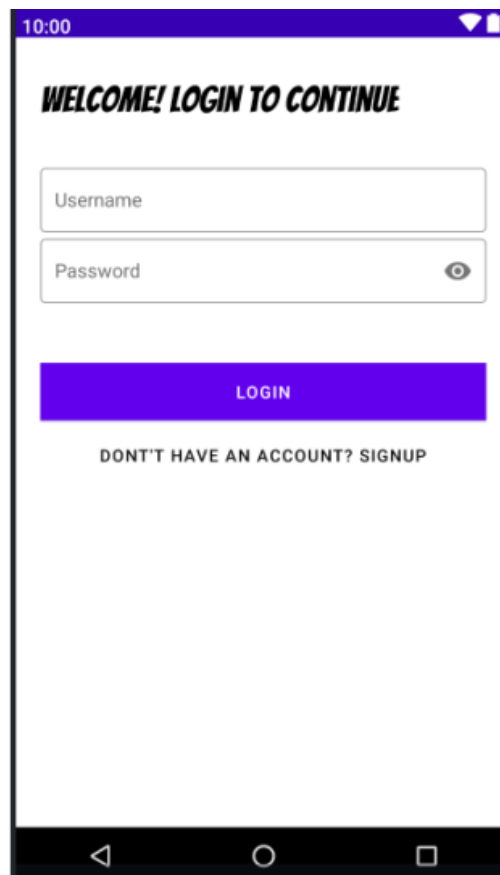 10:00
WELCOME! LOGIN TO CONTINUE
Username
Password
LOGIN
DONT'T HAVE AN ACCOUNT? SIGNUP